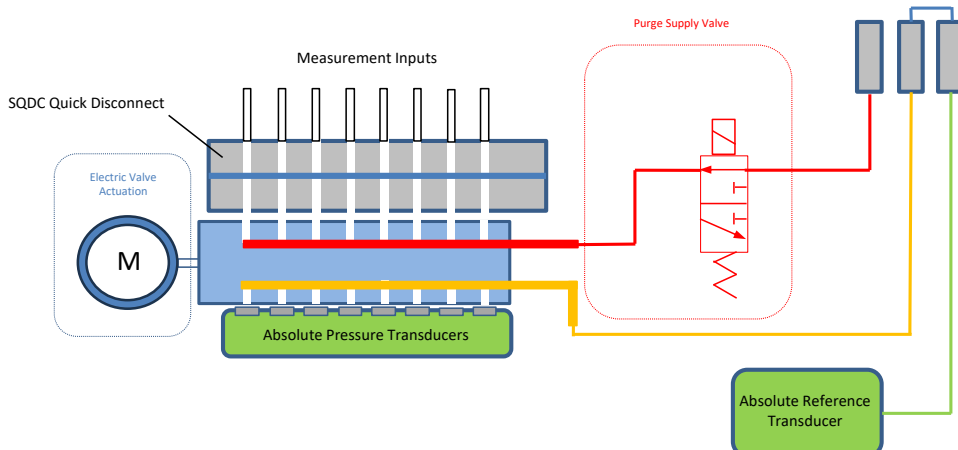 Purge Supply Valve
Measurement Inputs
SQDC Quick Disconnect
Electric Valve
Actuation
M
Absolute Pressure Transducers
Absolute Reference
Transducer